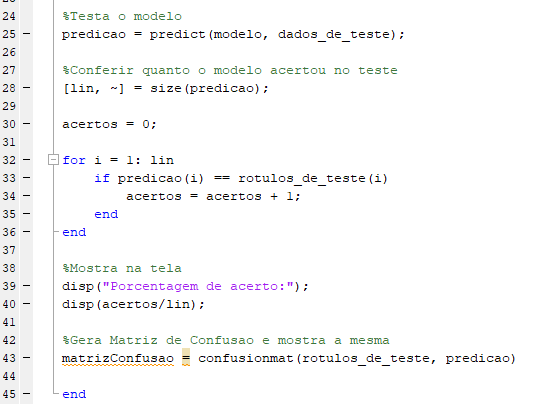 24 – %Testa o modelo
25 – predicao = predict(modelo, dados_de_teste);
26
27 %Conferir quanto o modelo acertou no teste
28 – [lin, ~] = size(predicao);
29
30 – acertos = 0;
31
32 – for i = 1: lin
33 – if predicao(i) == rotulos_de_teste(i)
34 – acertos = acertos + 1;
35 – end
36 – end
37
38 %Mostra na tela
39 – disp("Porcentagem de acerto:");
40 – disp(acertos/lin);
41
42 %Gera Matriz de Confusao e mostra a mesma
43 – matrizConfusao = confusionmat(rotulos_de_teste, predicao)
44
45 – end